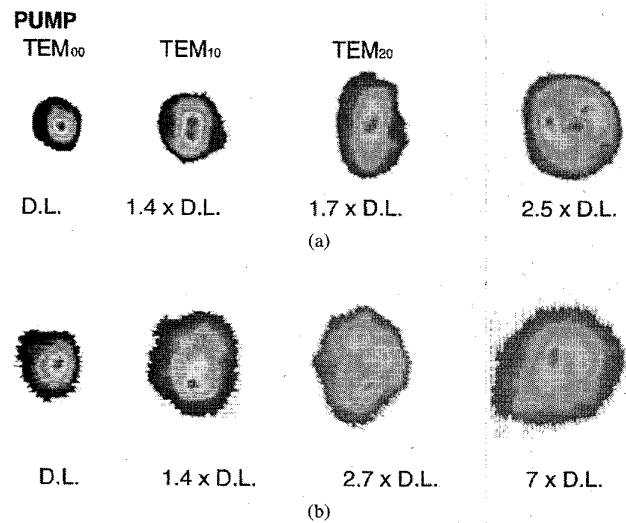 PUMP
TEM₀₀ TEM₁₀ TEM₂₀
D.L. 1.4 x D.L. 1.7 x D.L. 2.5 x D.L.
(a)
D.L. 1.4 x D.L. 2.7 x D.L. 7 x D.L.
(b)